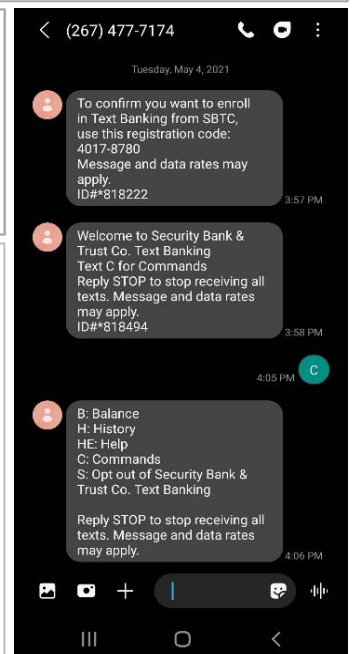 (267) 477-7174
Tuesday, May 4, 2021
To confirm you want to enroll
in Text Banking from SBTC,
use this registration code:
4017-8780
Message and data rates may
apply.
ID#*818222
3:57 PM
Welcome to Security Bank &
Trust Co. Text Banking
Text C for Commands
Reply STOP to stop receiving all
texts. Message and data rates
may apply.
ID#*818494
3:58 PM
4:05 PM
C
B: Balance
H: History
HE: Help
C: Commands
S: Opt out of Security Bank &
Trust Co. Text Banking
Reply STOP to stop receiving all
texts. Message and data rates
may apply.
4:06 PM